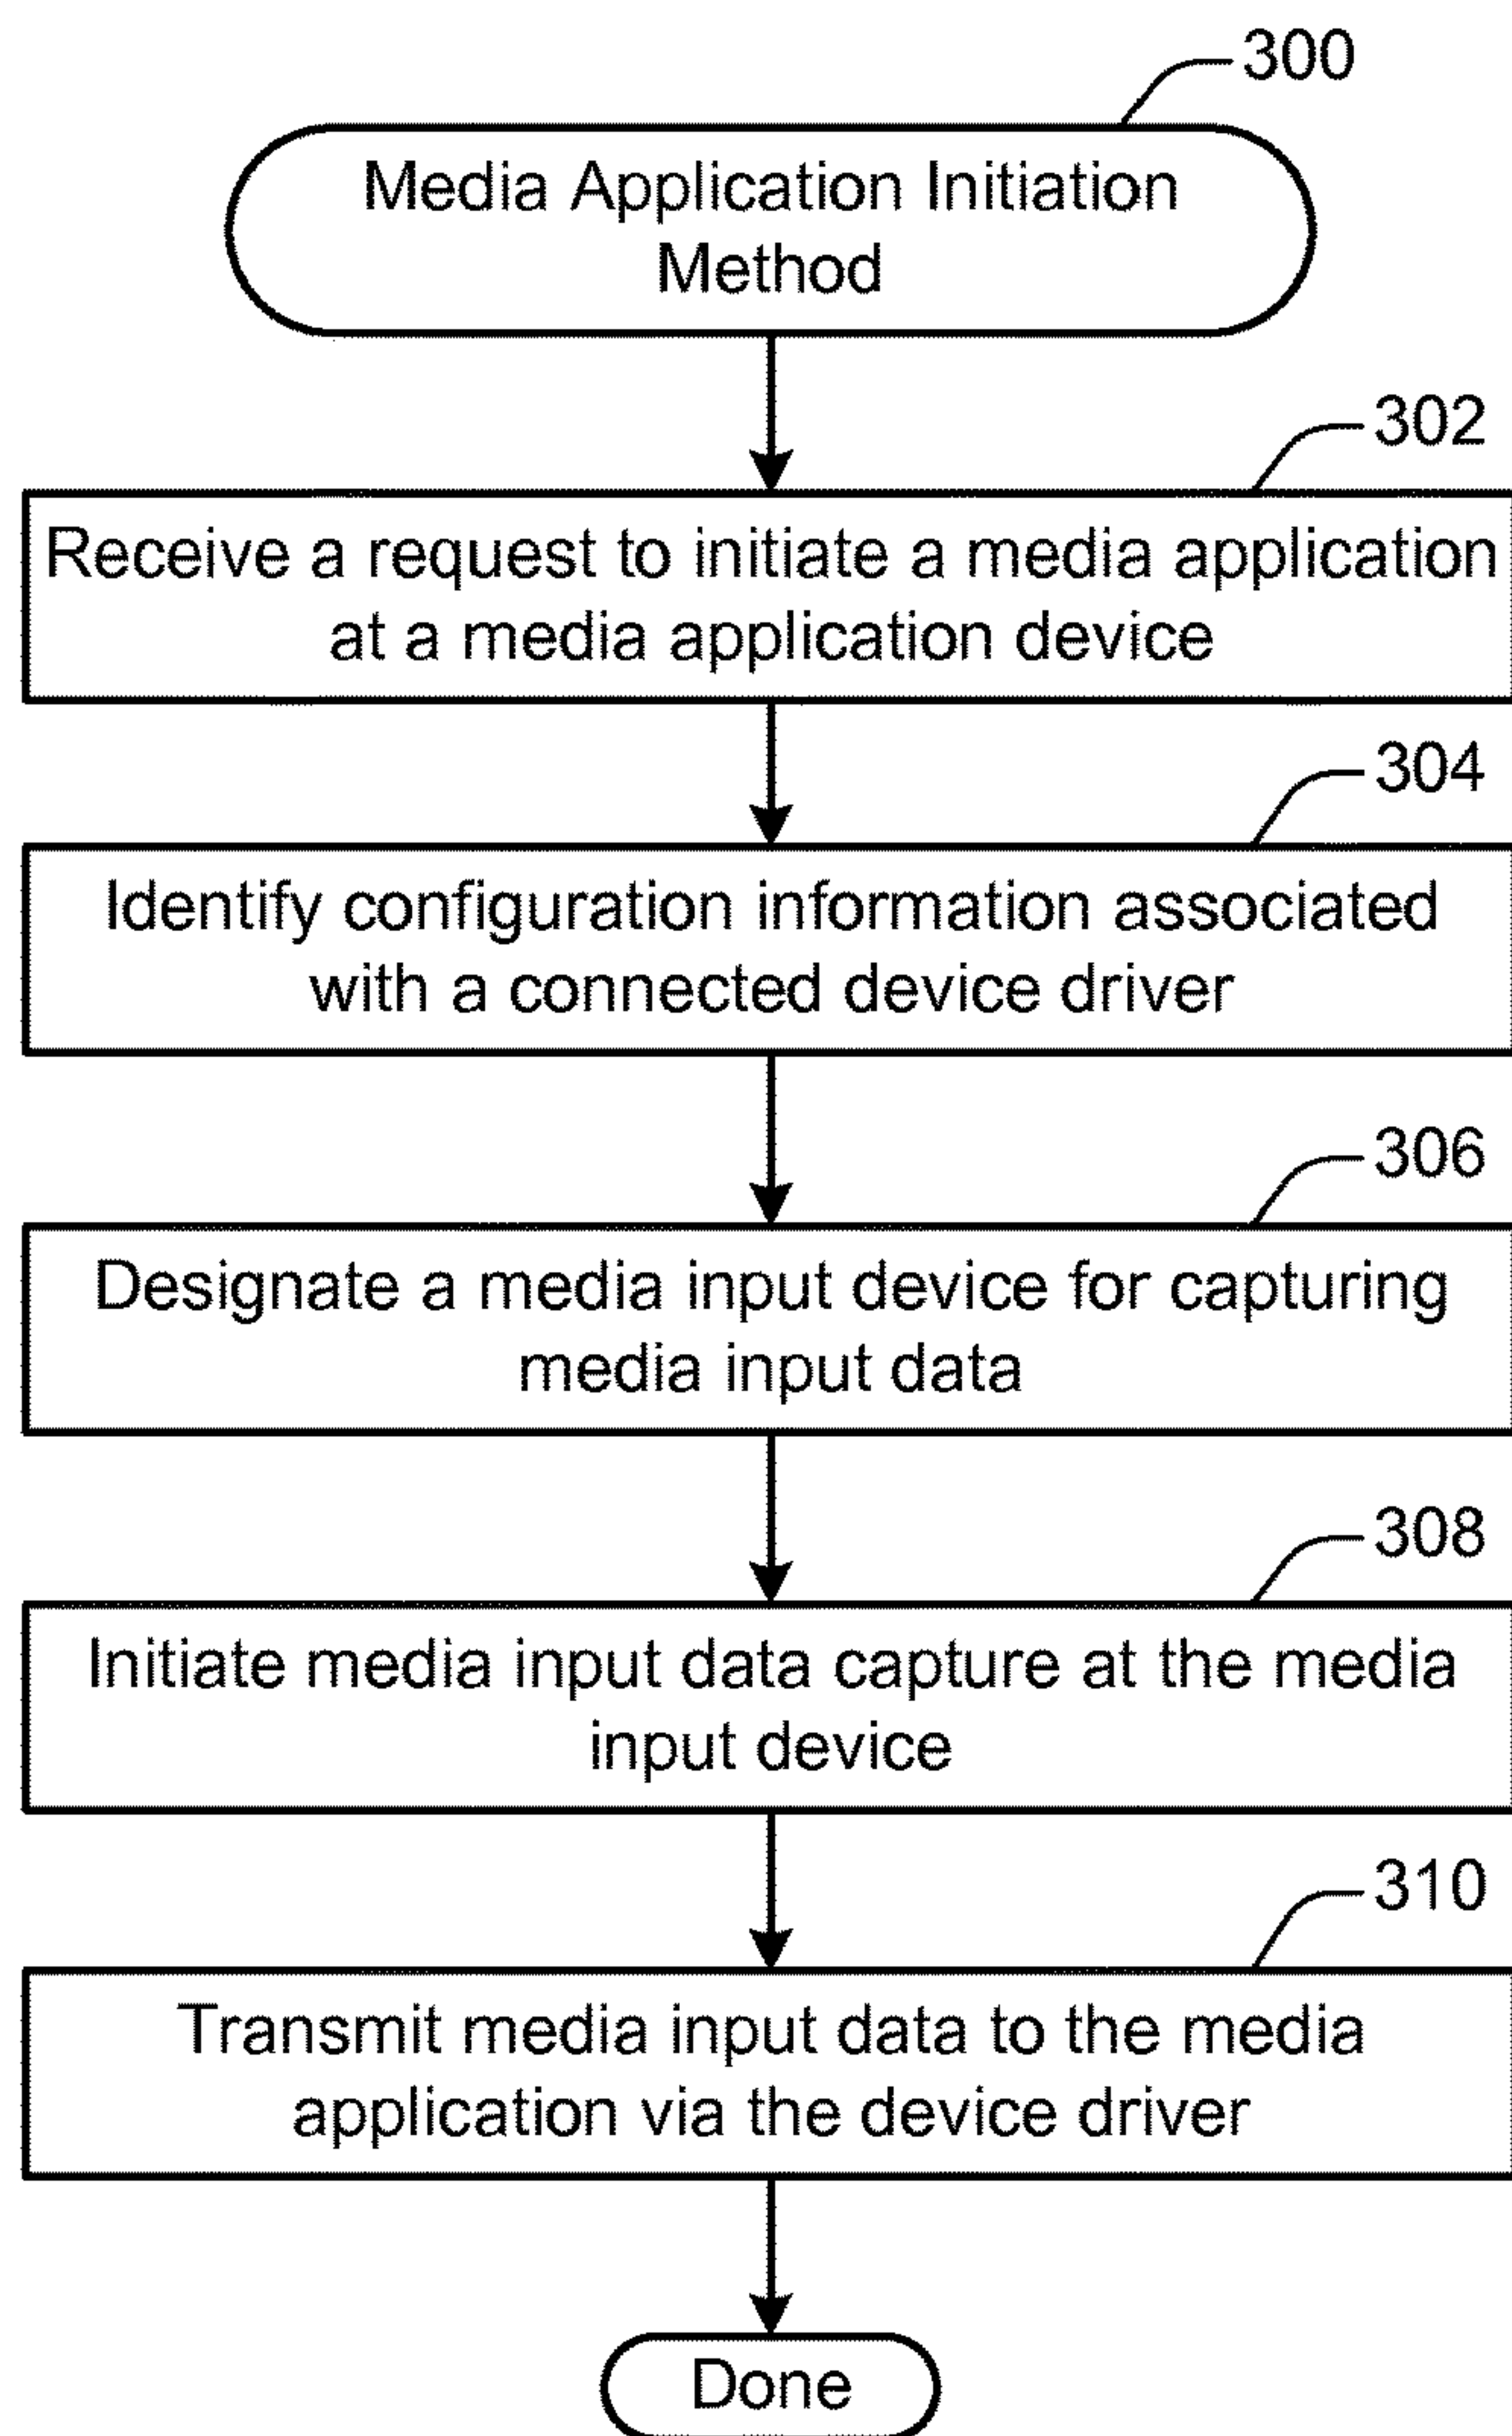 300
Media Application Initiation
Method
302
Receive a request to initiate a media application
at a media application device
304
Identify configuration information associated
with a connected device driver
306
Designate a media input device for capturing
media input data
308
Initiate media input data capture at the media
input device
310
Transmit media input data to the media
application via the device driver
Done